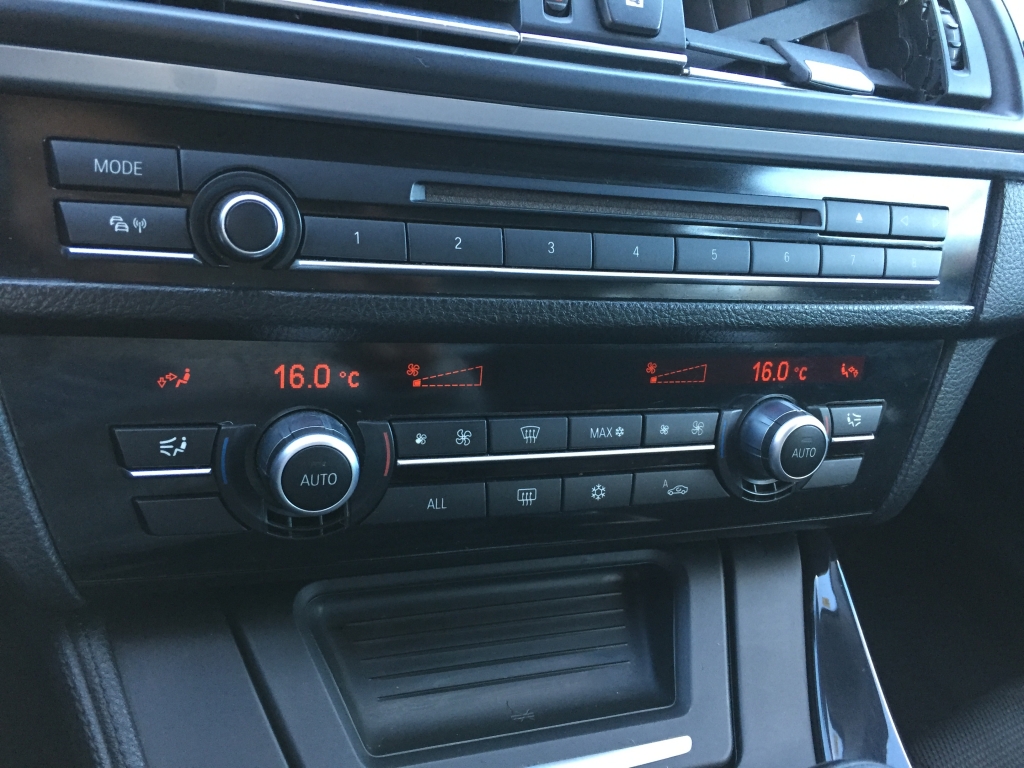 MODE
1 2 3 4 5 6 7 8
16.0 °C 16.0 °C
MAX
AUTO AUTO
ALL A